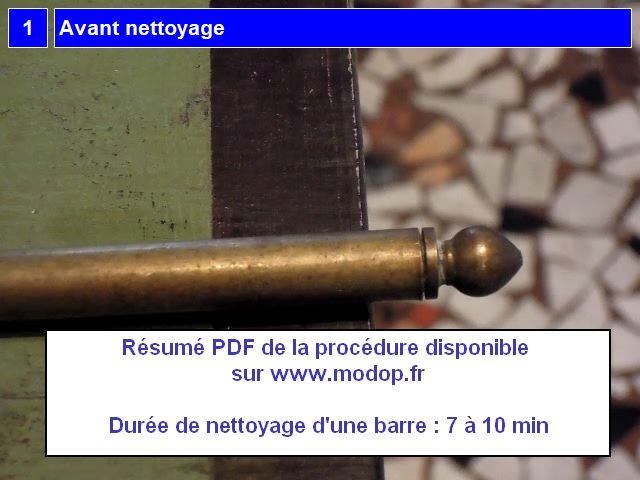 1 Avant nettoyage
Résumé PDF de la procédure disponible
sur www.modop.fr
Durée de nettoyage d'une barre : 7 à 10 min